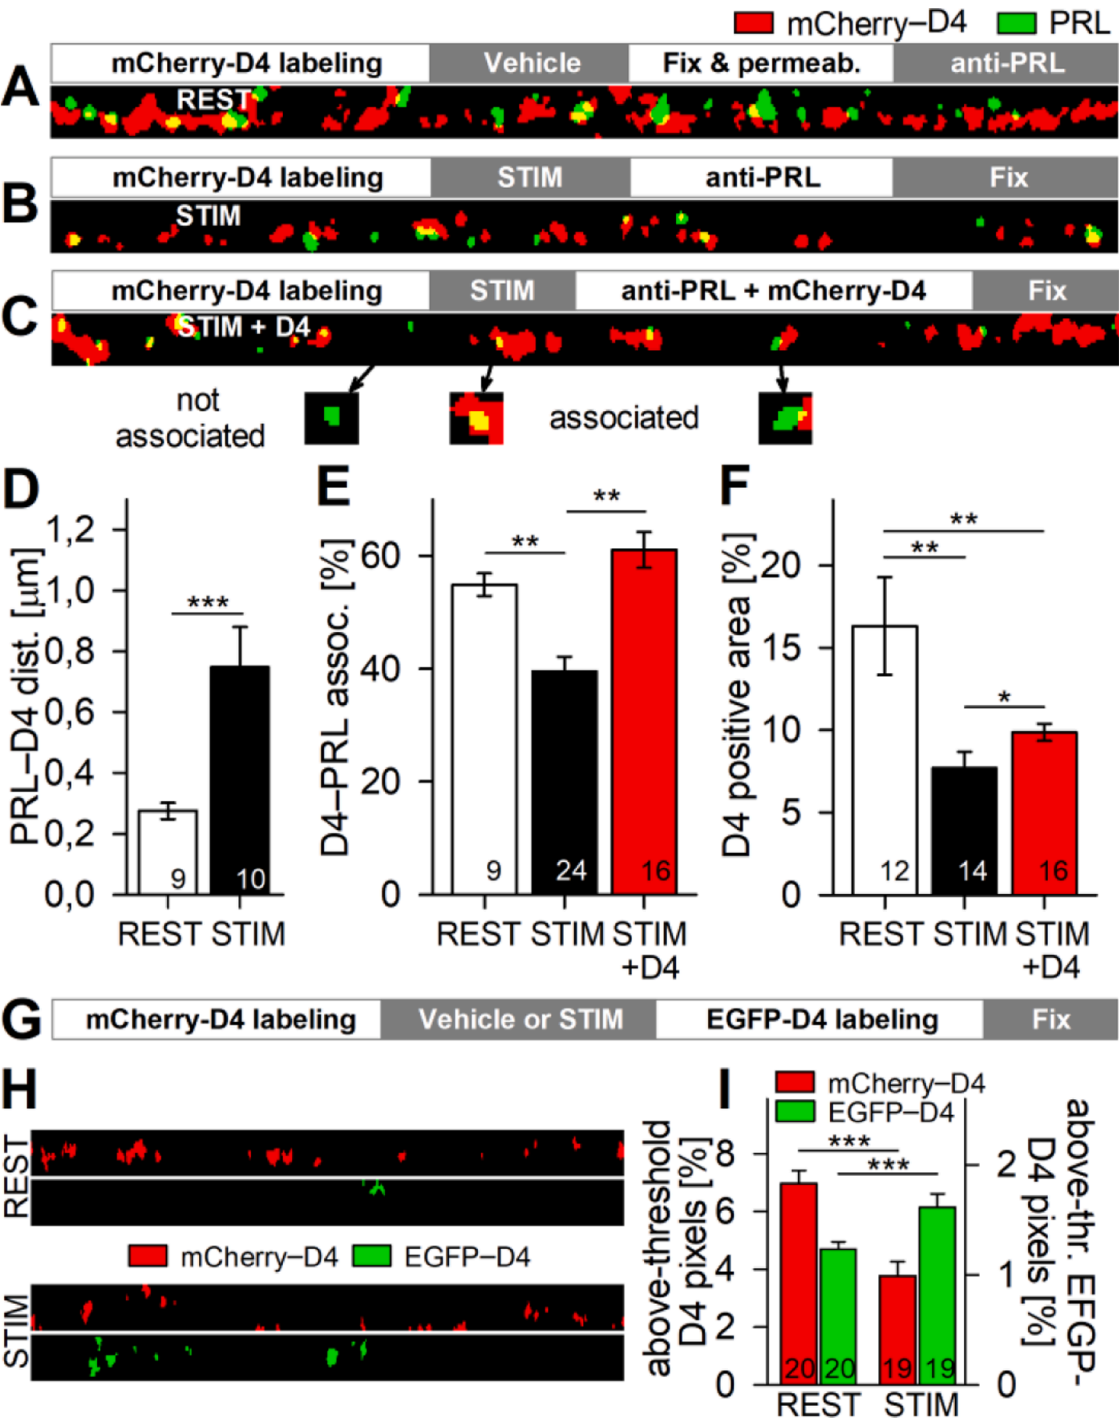 mCherry–D4 PRL
A
mCherry-D4 labeling Vehicle Fix & permeab. anti-PRL
REST
B
mCherry-D4 labeling STIM anti-PRL Fix
STIM
C
mCherry-D4 labeling STIM anti-PRL + mCherry-D4 Fix
STIM + D4
not
associated
associated
D
PRL–D4 dist. [µm]
1,2
1,0
0,8
0,6
0,4
0,2
0,0
***
9 10
REST STIM
E
D4–PRL assoc. [%]
60
40
20
0
** **
9 24 16
REST STIM STIM
+D4
F
D4 positive area [%]
20
15
10
5
0
**
**
*
12 14 16
REST STIM STIM
+D4
G
mCherry-D4 labeling Vehicle or STIM EGFP-D4 labeling Fix
H
REST
mCherry–D4 EGFP–D4
STIM
I
mCherry–D4
EGFP–D4
above-threshold
D4 pixels [%]
8
6
4
2
0
***
***
20 20 19 19
REST STIM
2
1
0
above-thr. EFGP-
D4 pixels [%]